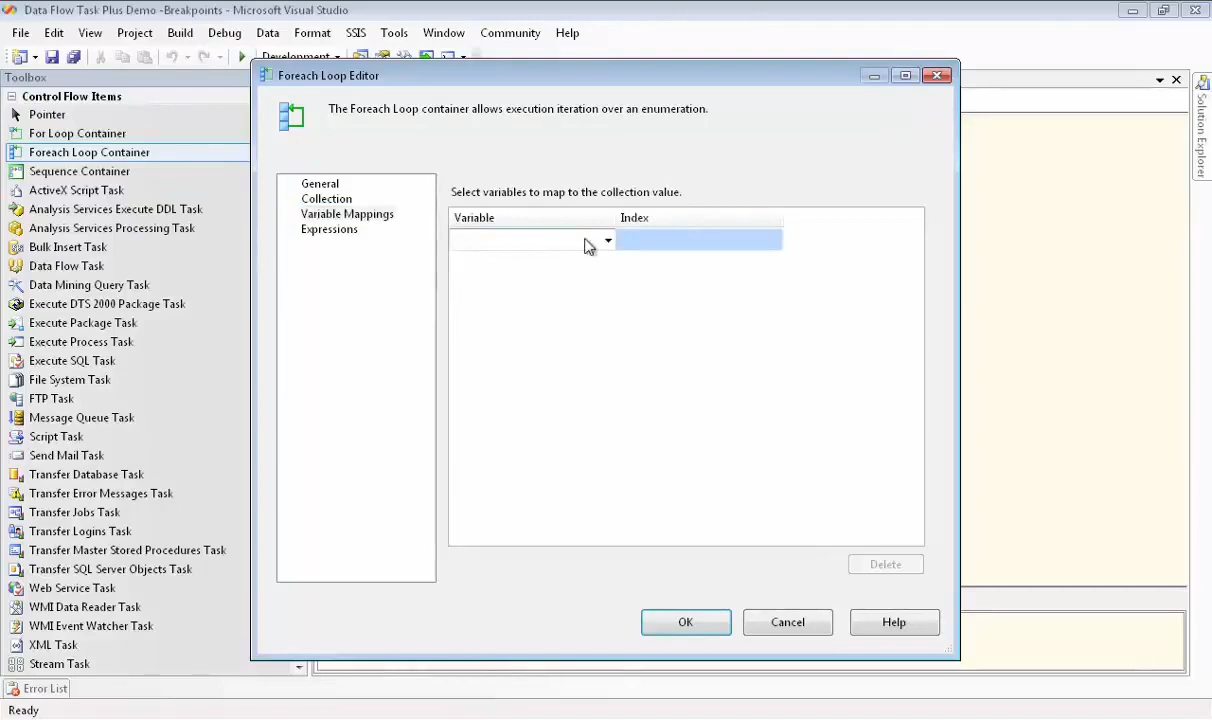 Data Flow Task Plus Demo -Breakpoints - Microsoft Visual Studio
File Edit View Project Build Debug Data Format SSIS Tools Window Community Help
Development
Toolbox
Control Flow Items
Pointer
For Loop Container
Foreach Loop Container
Sequence Container
ActiveX Script Task
Analysis Services Execute DDL Task
Analysis Services Processing Task
Bulk Insert Task
Data Flow Task
Data Mining Query Task
Execute DTS 2000 Package Task
Execute Package Task
Execute Process Task
Execute SQL Task
File System Task
FTP Task
Message Queue Task
Script Task
Send Mail Task
Transfer Database Task
Transfer Error Messages Task
Transfer Jobs Task
Transfer Logins Task
Transfer Master Stored Procedures Task
Transfer SQL Server Objects Task
Web Service Task
WMI Data Reader Task
WMI Event Watcher Task
XML Task
Stream Task
Error List
Ready
Foreach Loop Editor
The Foreach Loop container allows execution iteration over an enumeration.
General
Collection
Variable Mappings
Expressions
Select variables to map to the collection value.
Variable Index
Delete
OK Cancel Help
Solution Explorer